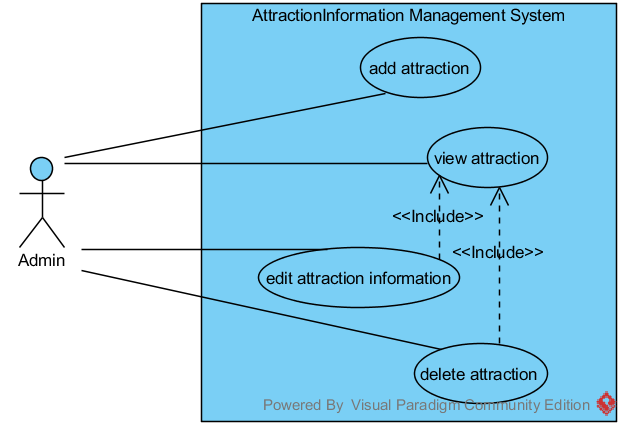 AttractionInformation Management System
add attraction
view attraction
<<Include>>
<<Include>>
Admin
edit attraction information
delete attraction
Powered By Visual Paradigm Community Edition